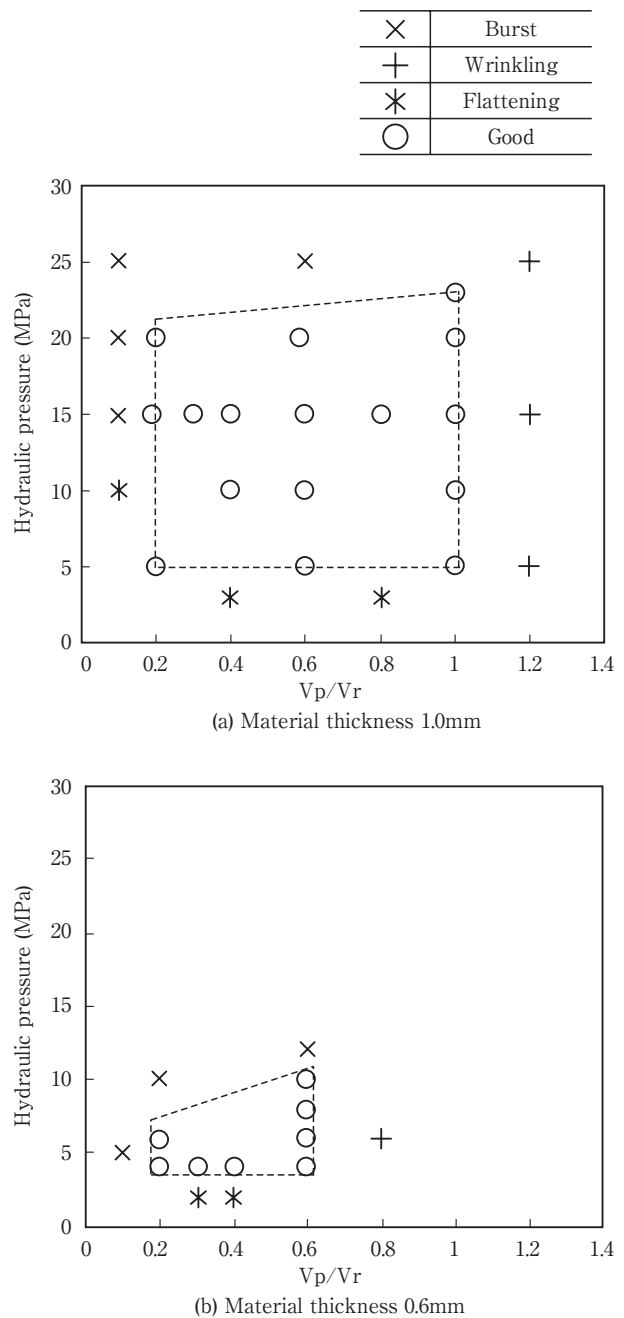 Burst
Wrinkling
Flattening
Good
30
25
20
15
10
5
0
Hydraulic pressure (MPa)
0 0.2 0.4 0.6 0.8 1 1.2 1.4
Vp/Vr
(a) Material thickness 1.0mm
30
25
20
15
10
5
0
Hydraulic pressure (MPa)
0 0.2 0.4 0.6 0.8 1 1.2 1.4
Vp/Vr
(b) Material thickness 0.6mm